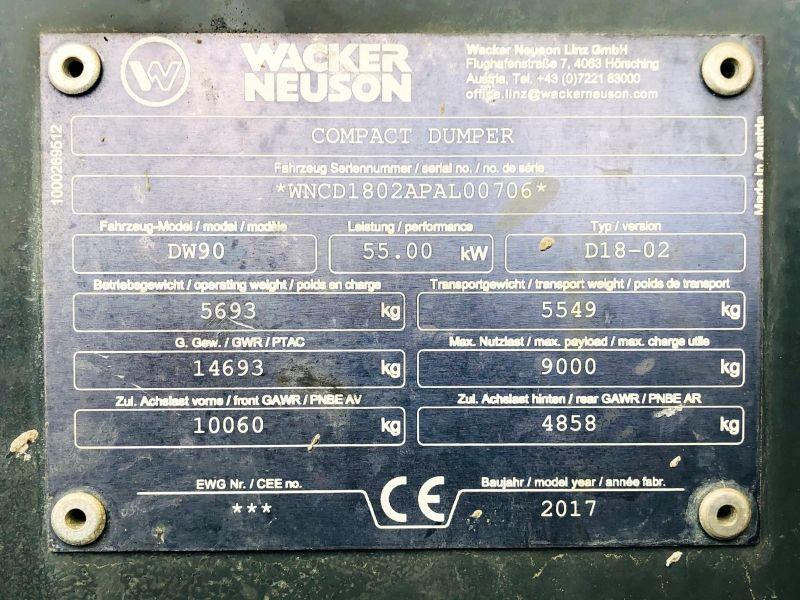 WACKER
NEUSON
Wacker Neuson Linz GmbH
Flughafenstraße 7, 4063 Hörsching
Austria, Tel. +43 (0)7221 63000
office.linz@wackerneuson.com
1000269512
Made in Austria
COMPACT DUMPER
Fahrzeug Seriennummer / serial no. / no. de série
*WNCD1802APAL00706*
Fahrzeug-Model / model / modèle Leistung / performance Typ / version
DW90 55.00 kW D18-02
Betriebsgewicht / operating weight / poids en charge Transportgewicht / transport weight / poids de transport
5693 kg 5549 kg
G. Gew. / GWR / PTAC Max. Nutzlast / max. payload / max. charge utile
14693 kg 9000 kg
Zul. Achslast vorne / front GAWR / PNBE AV Zul. Achslast hinten / rear GAWR / PNBE AR
10060 kg 4858 kg
EWG Nr. / CEE no. CE Baujahr / model year / année fabr.
*** 2017